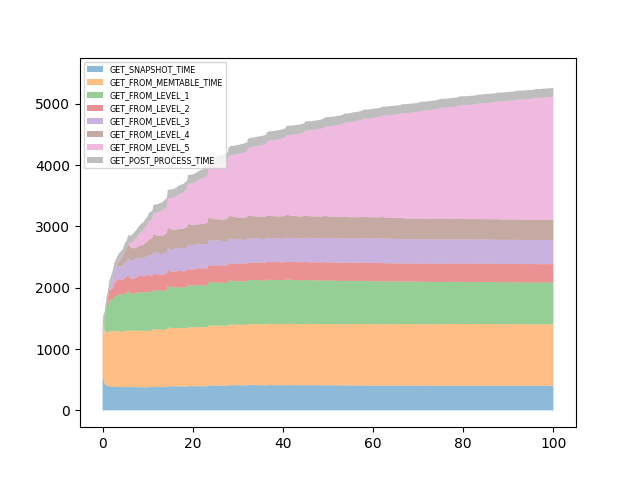 GET_SNAPSHOT_TIME
GET_FROM_MEMTABLE_TIME
GET_FROM_LEVEL_1
GET_FROM_LEVEL_2
GET_FROM_LEVEL_3
GET_FROM_LEVEL_4
GET_FROM_LEVEL_5
GET_POST_PROCESS_TIME
5000
4000
3000
2000
1000
0
0 20 40 60 80 100